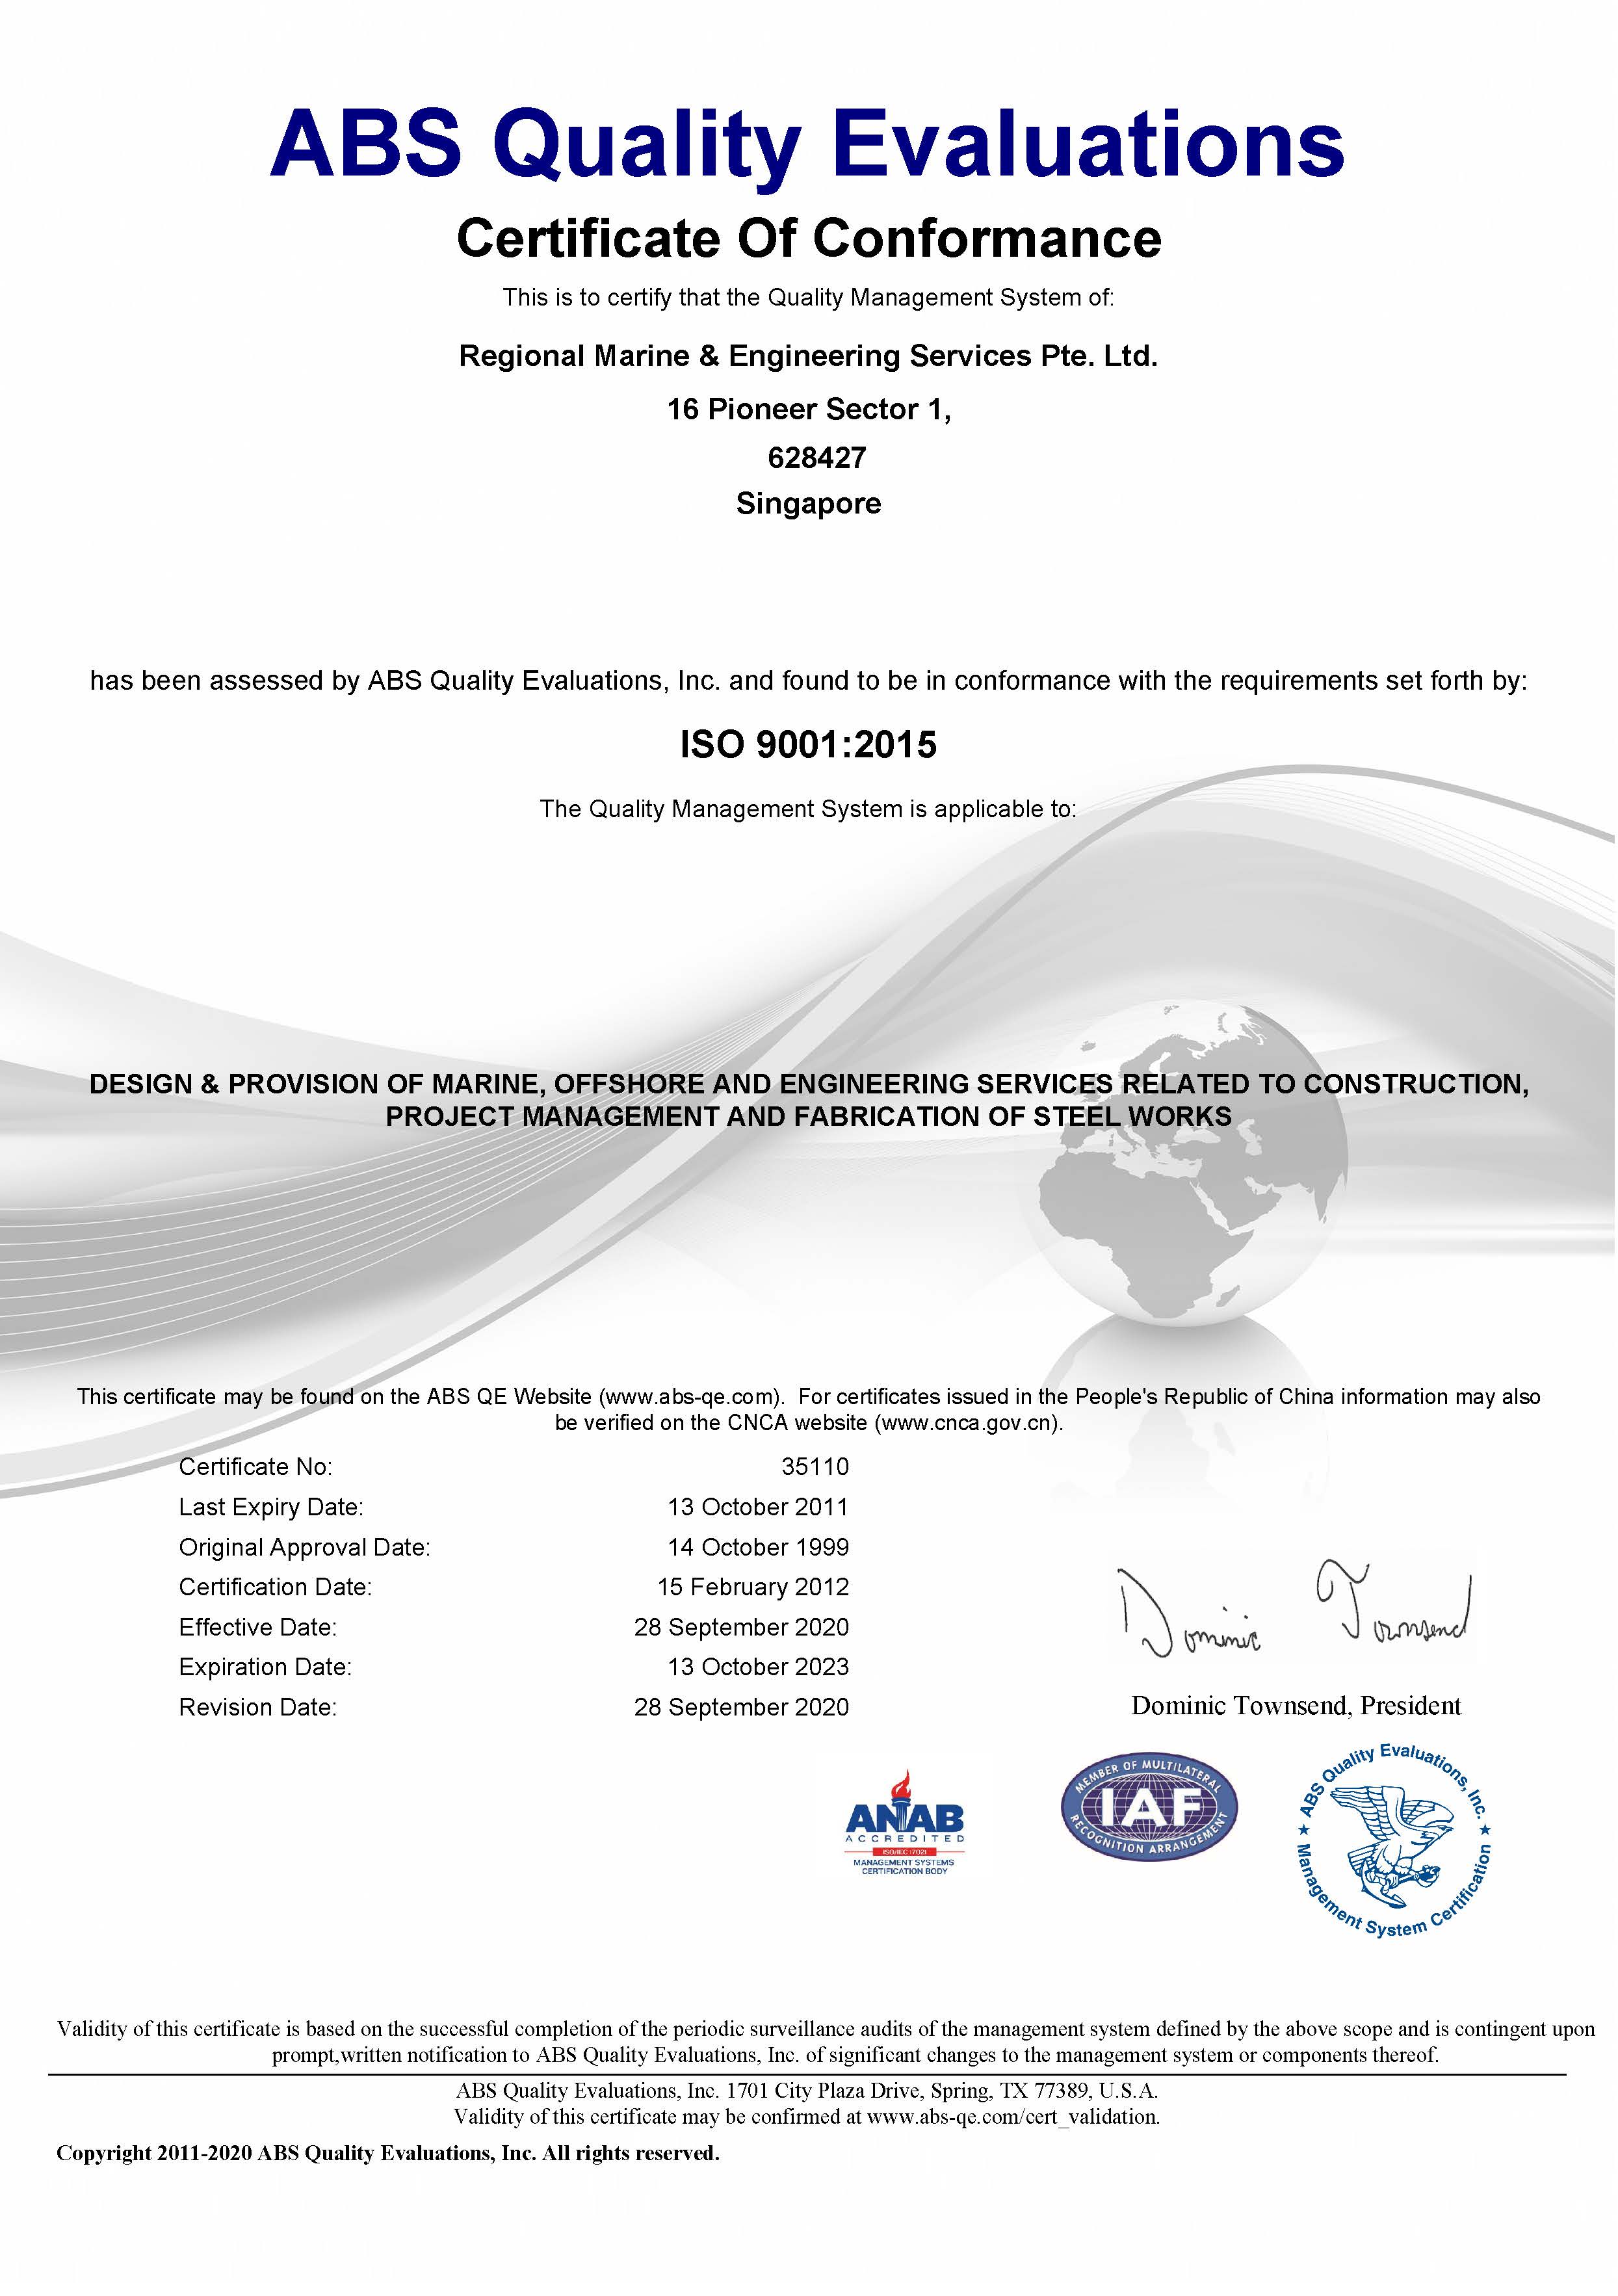 ABS Quality Evaluations
Certificate Of Conformance
This is to certify that the Quality Management System of:
Regional Marine & Engineering Services Pte. Ltd.
16 Pioneer Sector 1,
628427
Singapore
has been assessed by ABS Quality Evaluations, Inc. and found to be in conformance with the requirements set forth by:
ISO 9001:2015
The Quality Management System is applicable to:
DESIGN & PROVISION OF MARINE, OFFSHORE AND ENGINEERING SERVICES RELATED TO CONSTRUCTION,
PROJECT MANAGEMENT AND FABRICATION OF STEEL WORKS
This certificate may be found on the ABS QE Website (www.abs-qe.com).  For certificates issued in the People's Republic of China information may also
be verified on the CNCA website (www.cnca.gov.cn).
Certificate No: 35110
Last Expiry Date: 13 October 2011
Original Approval Date: 14 October 1999
Certification Date: 15 February 2012
Effective Date: 28 September 2020
Expiration Date: 13 October 2023
Revision Date: 28 September 2020
Dominic Townsend
Dominic Townsend, President
ANAB
ACCREDITED
ISO/IEC 17021
MANAGEMENT SYSTEMS
CERTIFICATION BODY
MEMBER OF MULTILATERAL
IAF
RECOGNITION ARRANGEMENT
ABS Quality Evaluations, Inc.
Management System Certification
Validity of this certificate is based on the successful completion of the periodic surveillance audits of the management system defined by the above scope and is contingent upon
prompt,written notification to ABS Quality Evaluations, Inc. of significant changes to the management system or components thereof.
ABS Quality Evaluations, Inc. 1701 City Plaza Drive, Spring, TX 77389, U.S.A.
Validity of this certificate may be confirmed at www.abs-qe.com/cert_validation.
Copyright 2011-2020 ABS Quality Evaluations, Inc. All rights reserved.